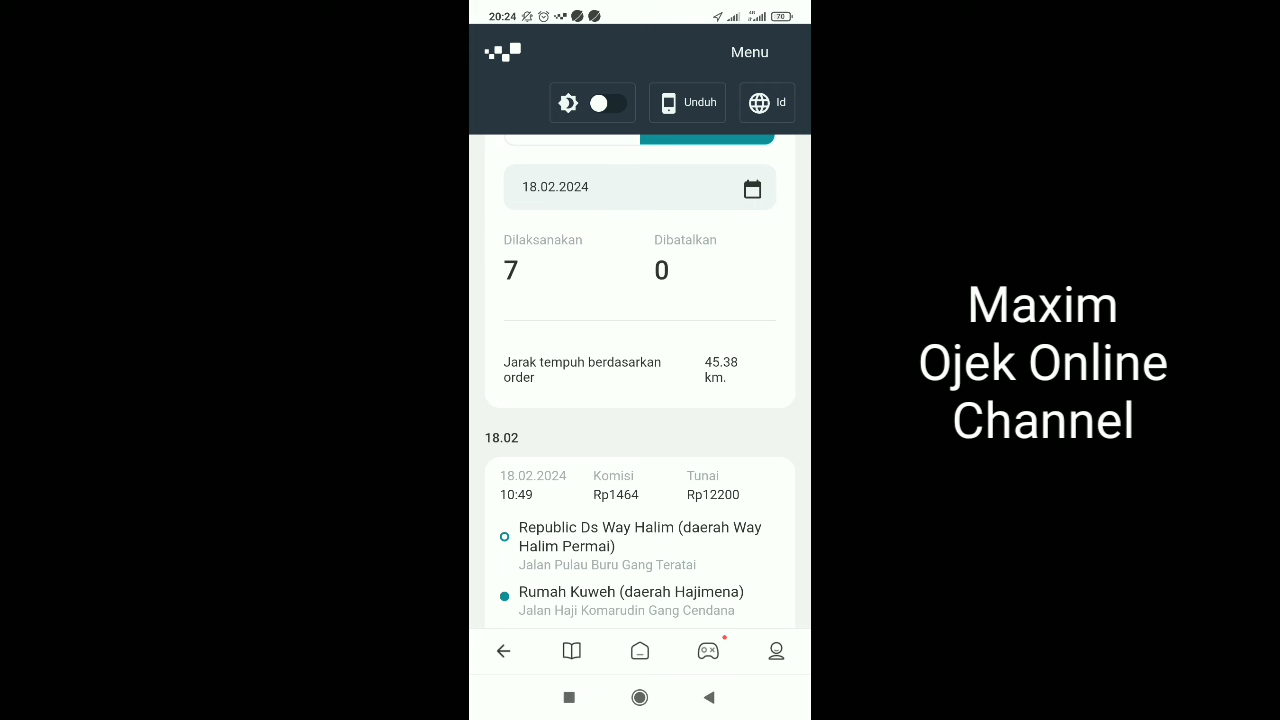 20:24
4G
70
Menu
Unduh
Id
18.02.2024
Dilaksanakan Dibatalkan
7 0
Jarak tempuh berdasarkan order
45.38 km.
18.02
18.02.2024 Komisi Tunai
10:49 Rp1464 Rp12200
Republic Ds Way Halim (daerah Way
Halim Permai)
Jalan Pulau Buru Gang Teratai
Rumah Kuweh (daerah Hajimena)
Jalan Haji Komarudin Gang Cendana
Maxim
Ojek Online
Channel